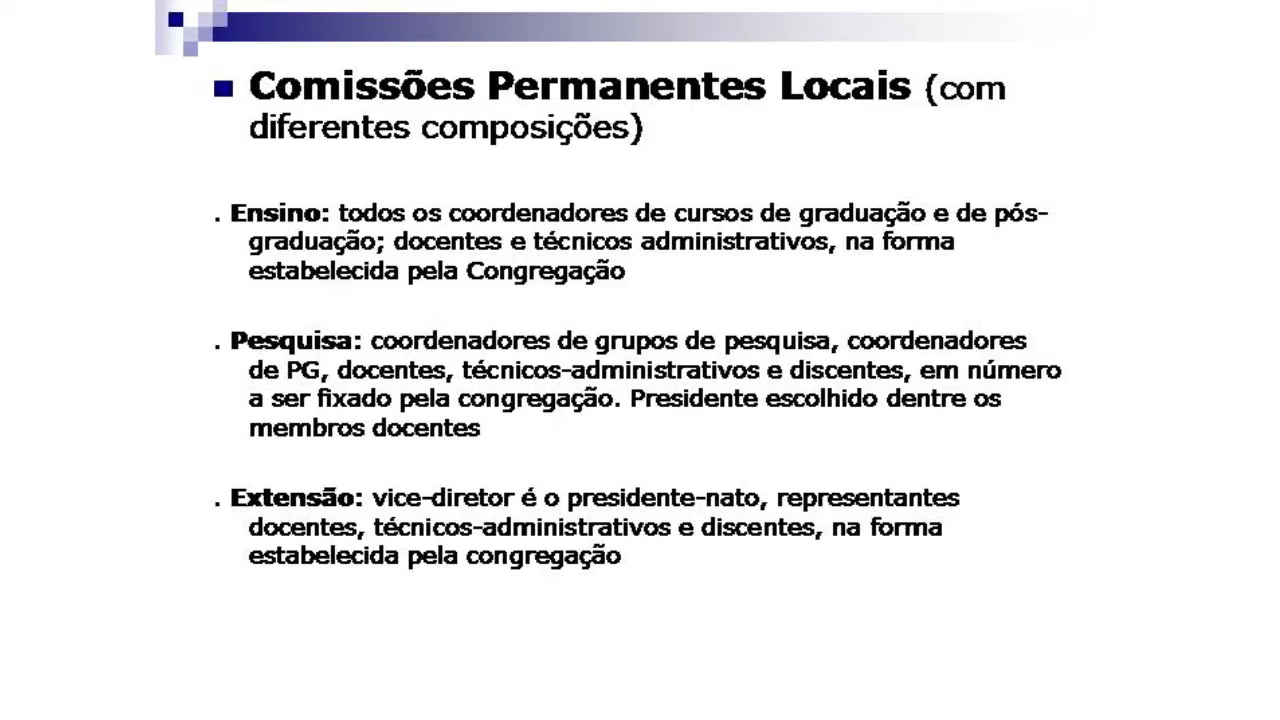 Comissões Permanentes Locais (com
diferentes composições)
. Ensino: todos os coordenadores de cursos de graduação e de pós-
graduação; docentes e técnicos administrativos, na forma
estabelecida pela Congregação
. Pesquisa: coordenadores de grupos de pesquisa, coordenadores
de PG, docentes, técnicos-administrativos e discentes, em número
a ser fixado pela congregação. Presidente escolhido dentre os
membros docentes
. Extensão: vice-diretor é o presidente-nato, representantes
docentes, técnicos-administrativos e discentes, na forma
estabelecida pela congregação